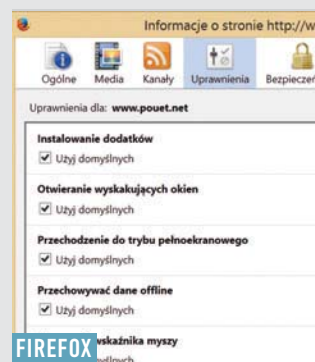 Informacje o stronie http://w
Ogólne Media Kanały Uprawnienia Bezpieczeń
Uprawnienia dla: www.pouet.net
Instalowanie dodatków
Użyj domyślnych
Otwieranie wyskakujących okien
Użyj domyślnych
Przechodzenie do trybu pełnoekranowego
Użyj domyślnych
Przechowywać dane offline
Użyj domyślnych
wskaźnika myszy
FIREFOX